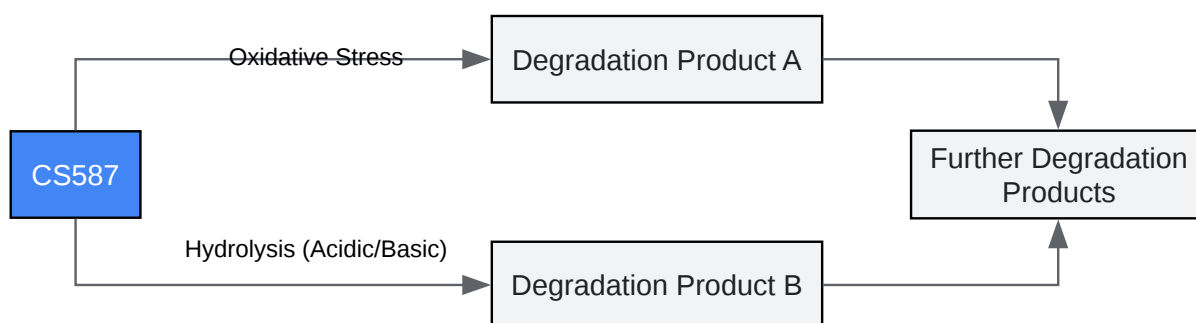 Oxidative Stress
Degradation Product A
CS587
Further Degradation
Products
Hydrolysis (Acidic/Basic)
Degradation Product B